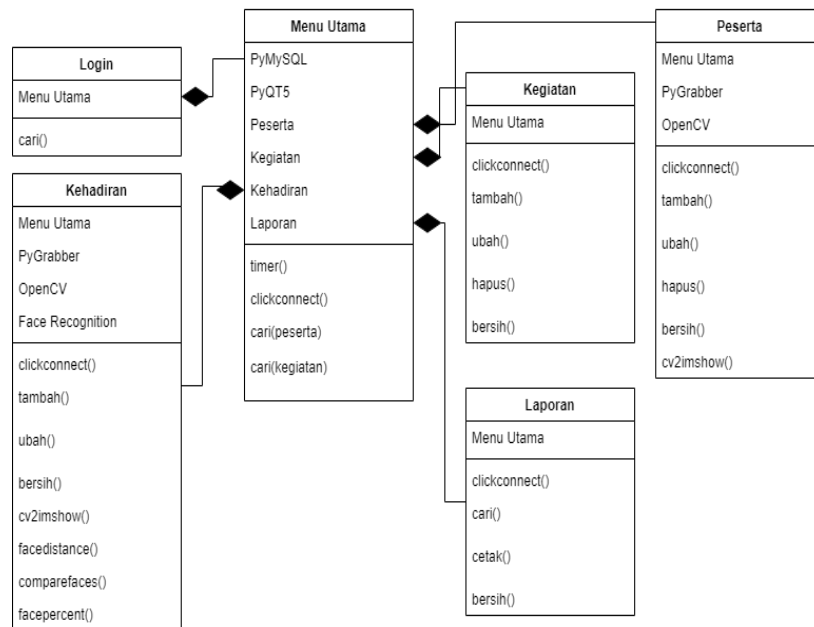 Login
Menu Utama
cari()
Kehadiran
Menu Utama
PyGrabber
OpenCV
Face Recognition
clickconnect()
tambah()
ubah()
bersih()
cv2imshow()
facedistance()
comparefaces()
facepercent()
Menu Utama
PyMySQL
PyQT5
Peserta
Kegiatan
Kehadiran
Laporan
timer()
clickconnect()
cari(peserta)
cari(kegiatan)
Kegiatan
Menu Utama
clickconnect()
tambah()
ubah()
hapus()
bersih()
Laporan
Menu Utama
clickconnect()
cari()
cetak()
bersih()
Peserta
Menu Utama
PyGrabber
OpenCV
clickconnect()
tambah()
ubah()
hapus()
bersih()
cv2imshow()